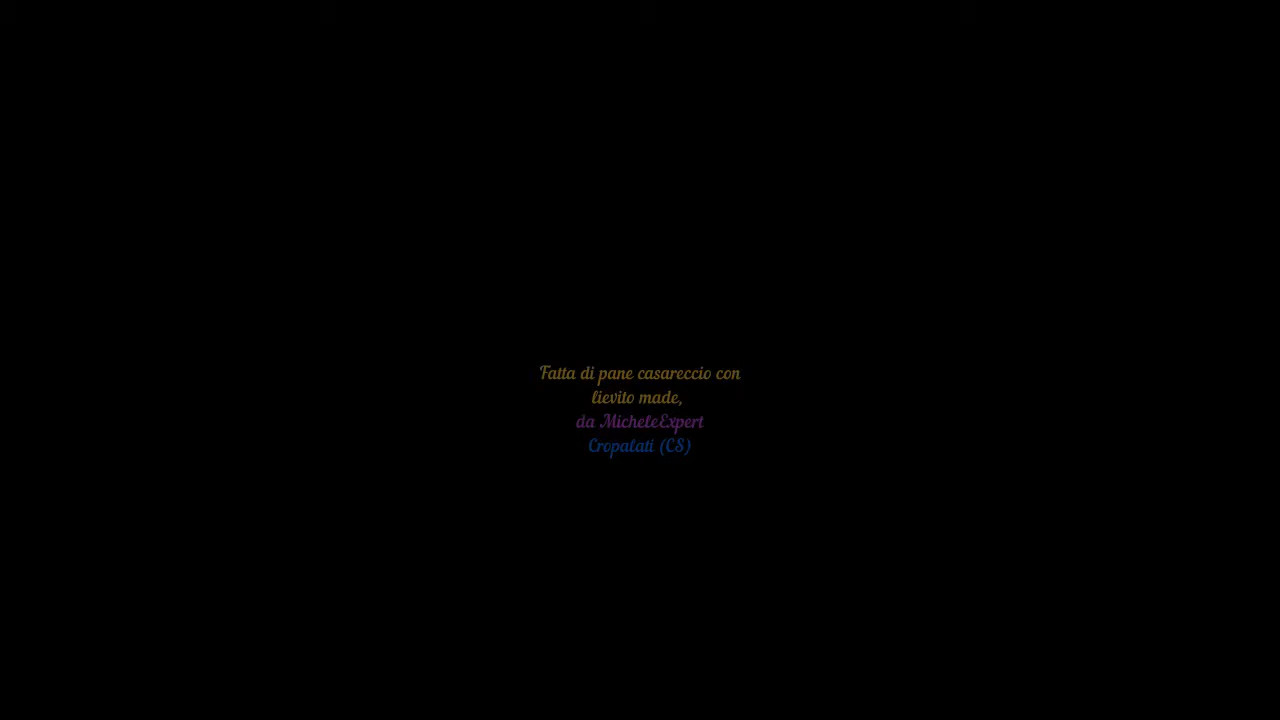 Fatta di pane casareccio con
lievito made,
da MicheleExpert
Cropalati (CS)